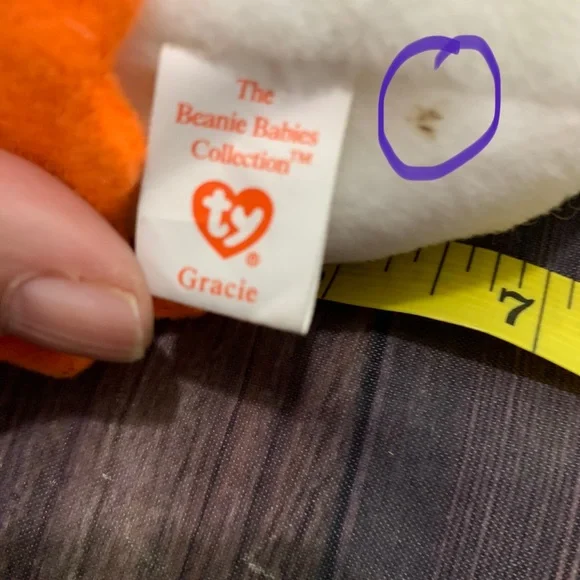 The
Beanie Babies
Collection™
ty®
Gracie
7